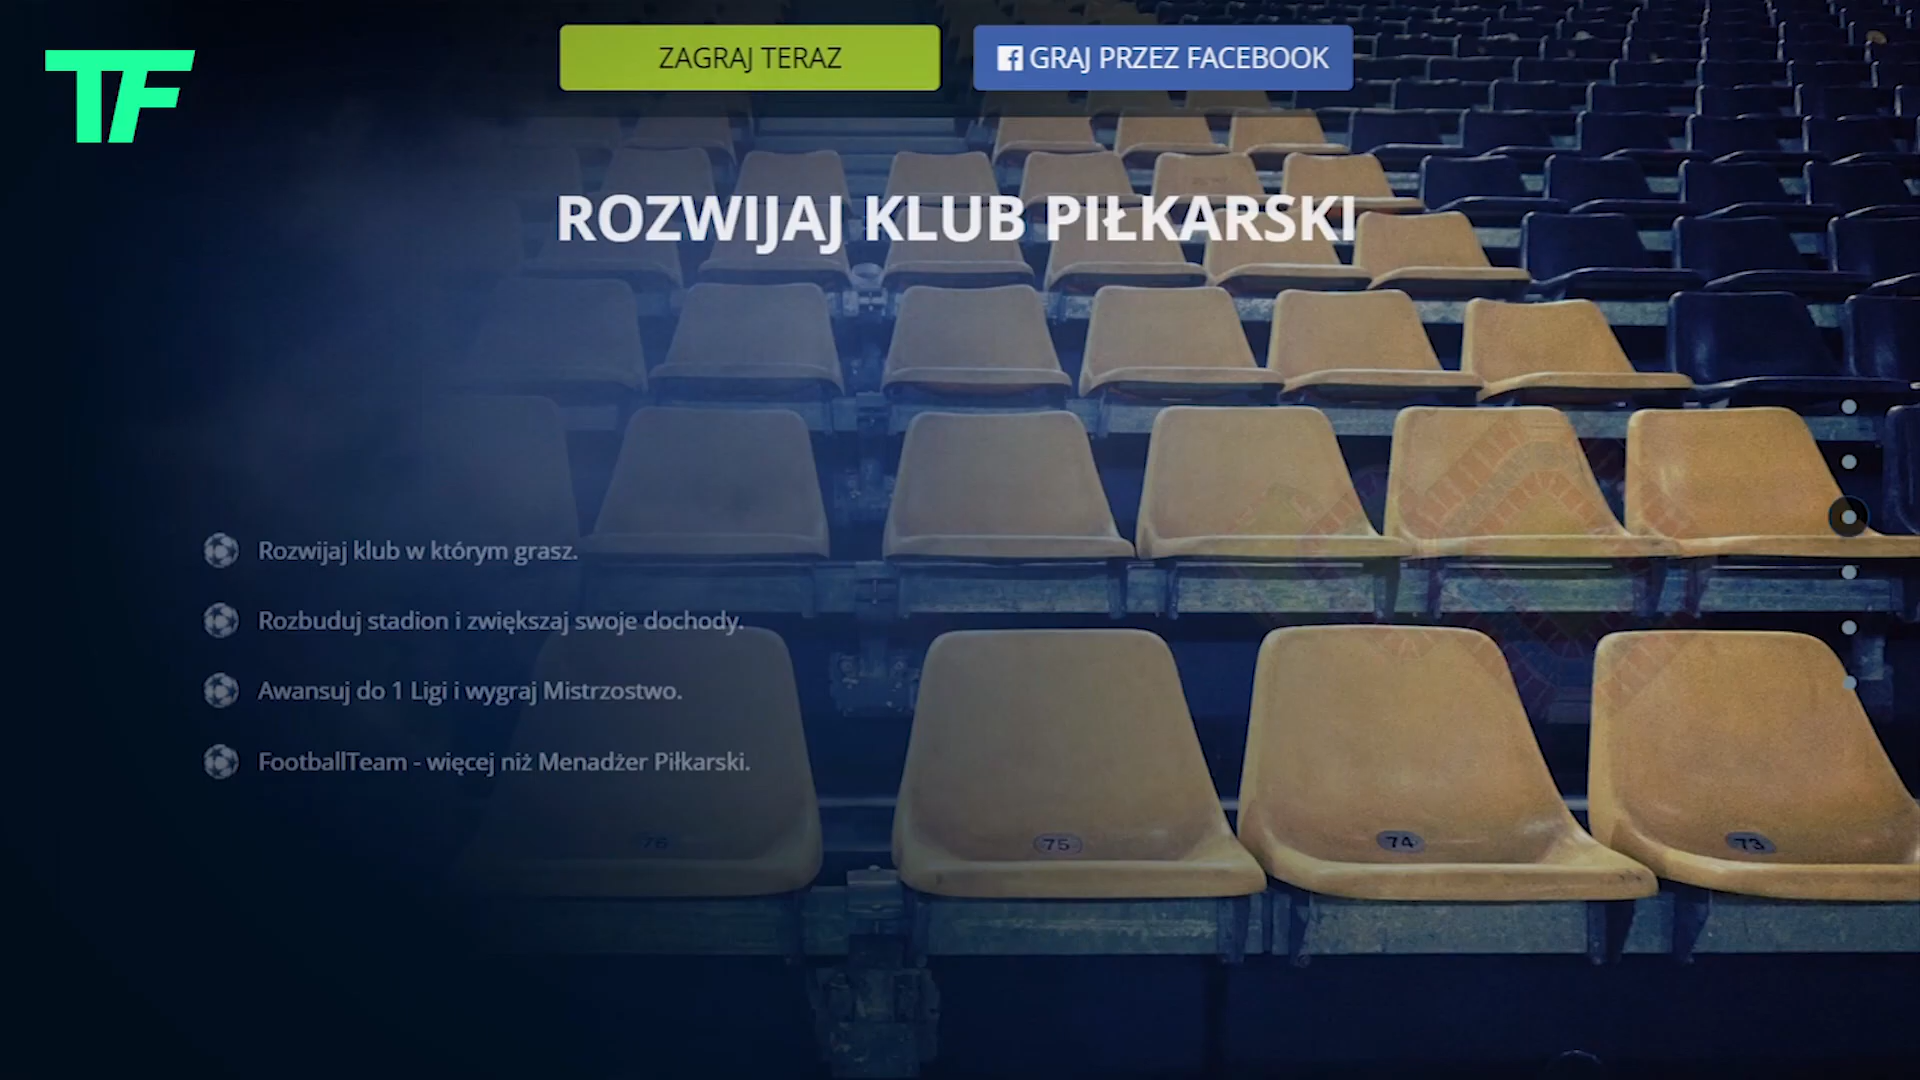 TF
ZAGRAJ TERAZ
GRAJ PRZEZ FACEBOOK
ROZWIJAJ KLUB PIŁKARSKI
Rozwijaj klub w którym grasz.
Rozbuduj stadion i zwiększaj swoje dochody.
Awansuj do 1 Ligi i wygraj Mistrzostwo.
FootballTeam - więcej niż Menadżer Piłkarski.
76
75
74
73